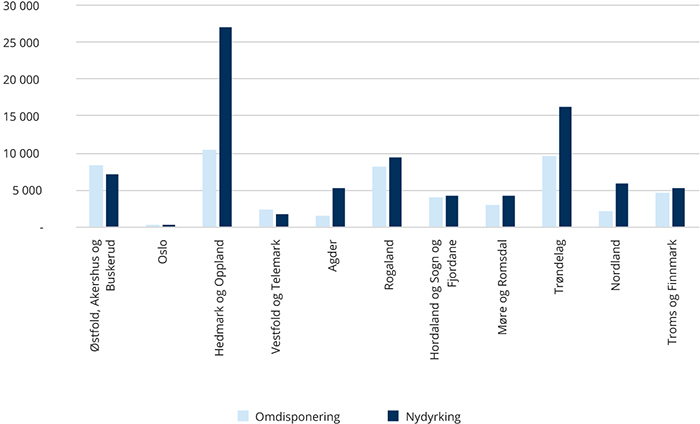 30 000
25 000
20 000
15 000
10 000
5 000
-
Østfold, Akershus og
Buskerud
Oslo
Hedmark og Oppland
Vestfold og Telemark
Agder
Rogaland
Hordaland og Sogn og
Fjordane
Møre og Romsdal
Trøndelag
Nordland
Troms og Finnmark
Omdisponering
Nydyrking